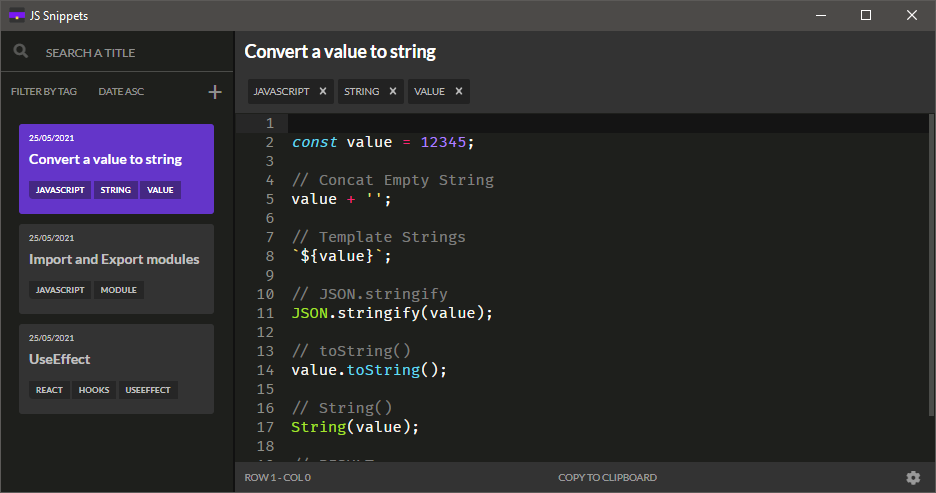 JS Snippets
SEARCH A TITLE
FILTER BY TAG DATE ASC
25/05/2021
Convert a value to string
JAVASCRIPT STRING VALUE
25/05/2021
Import and Export modules
JAVASCRIPT MODULE
25/05/2021
UseEffect
REACT HOOKS USEEFFECT
Convert a value to string
JAVASCRIPT × STRING × VALUE ×
1
2 const value = 12345;
3
4 // Concat Empty String
5 value + '';
6
7 // Template Strings
8 `${value}`;
9
10 // JSON.stringify
11 JSON.stringify(value);
12
13 // toString()
14 value.toString();
15
16 // String()
17 String(value);
18
ROW 1 - COL 0 COPY TO CLIPBOARD